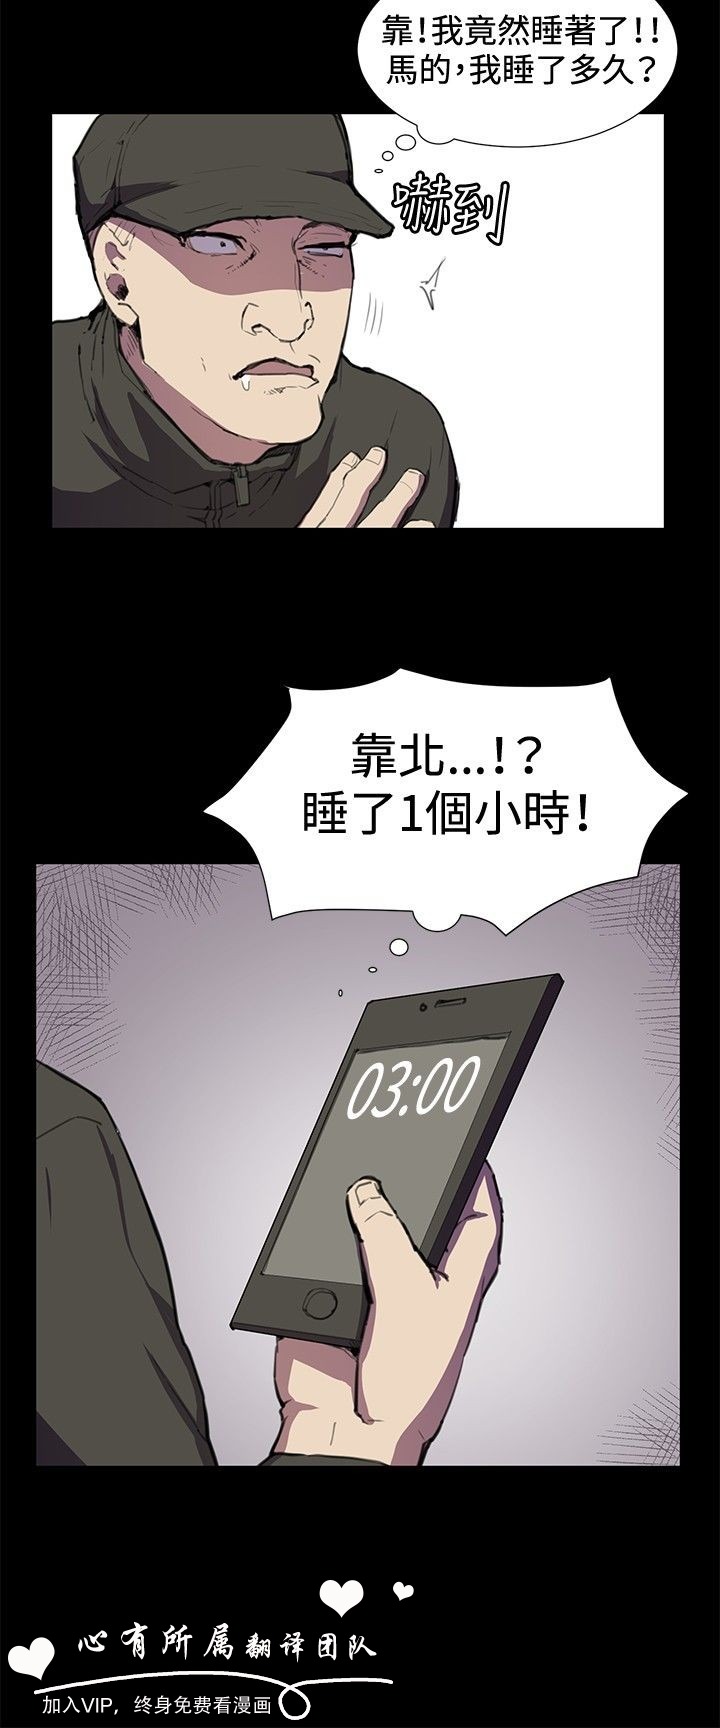 靠!我竟然睡著了!!
馬的,我睡了多久?
嚇到
靠北...!?
睡了1個小時!
03:00
心有所属翻译团队
加入VIP，终身免费看漫画